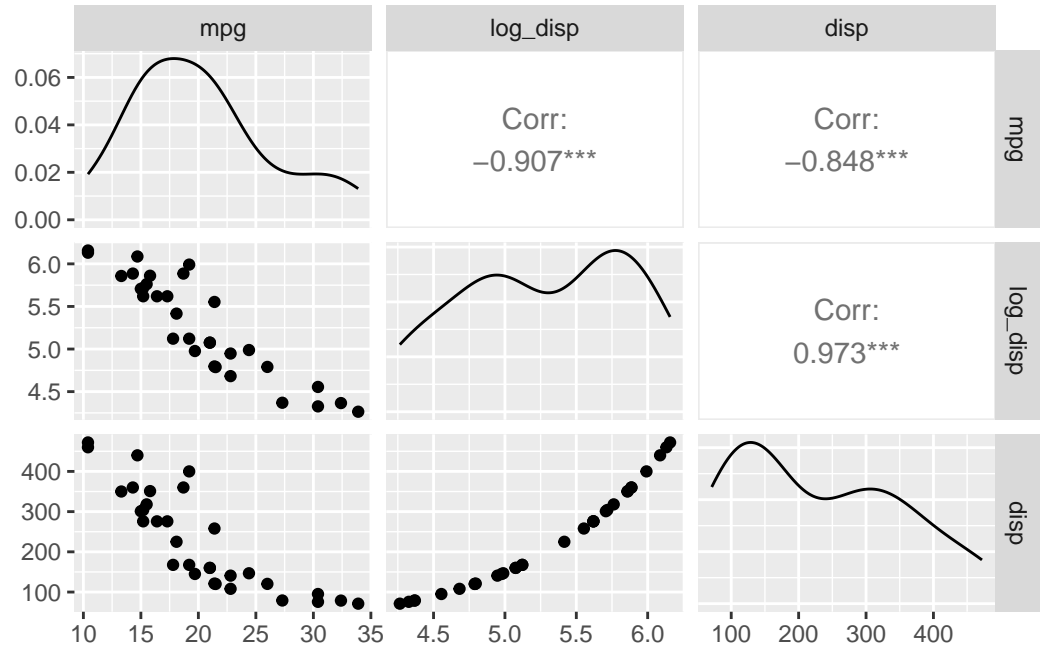 mpg
log_disp
disp
0.06
0.04
0.02
0.00
Corr:
−0.907***
Corr:
−0.848***
mpg
6.0
5.5
5.0
4.5
Corr:
0.973***
log_disp
400
300
200
100
disp
10 15 20 25 30 35
4.5 5.0 5.5 6.0
100 200 300 400